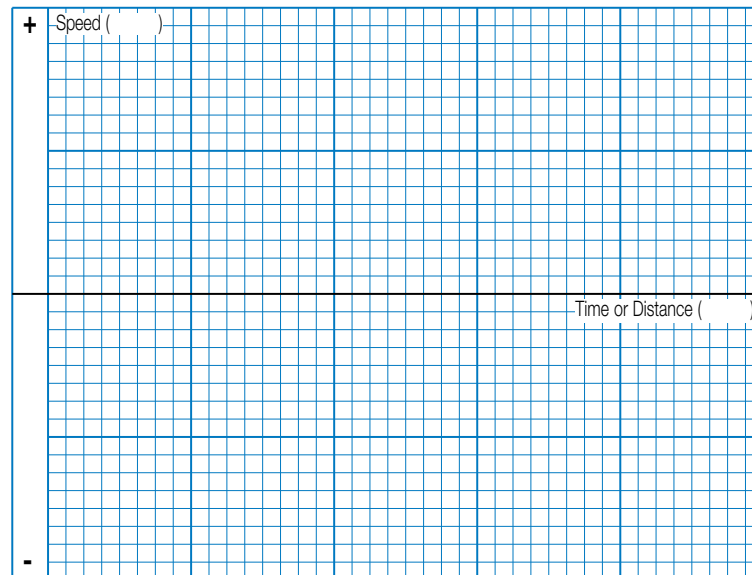 + Speed ( )
Time or Distance ( )
-